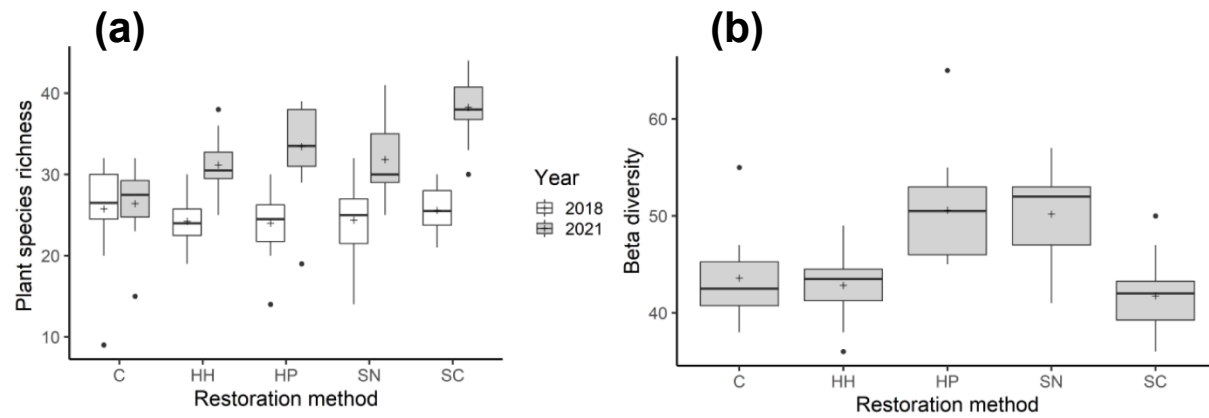 (a)
Plant species richness
40
30
20
10
C HH HP SN SC
Restoration method
Year
2018
2021
(b)
Beta diversity
60
50
40
C HH HP SN SC
Restoration method